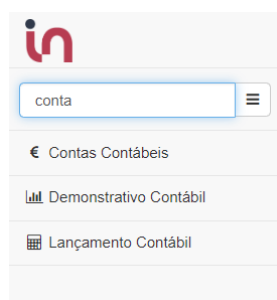 in
conta
Contas Contábeis
Demonstrativo Contábil
Lançamento Contábil